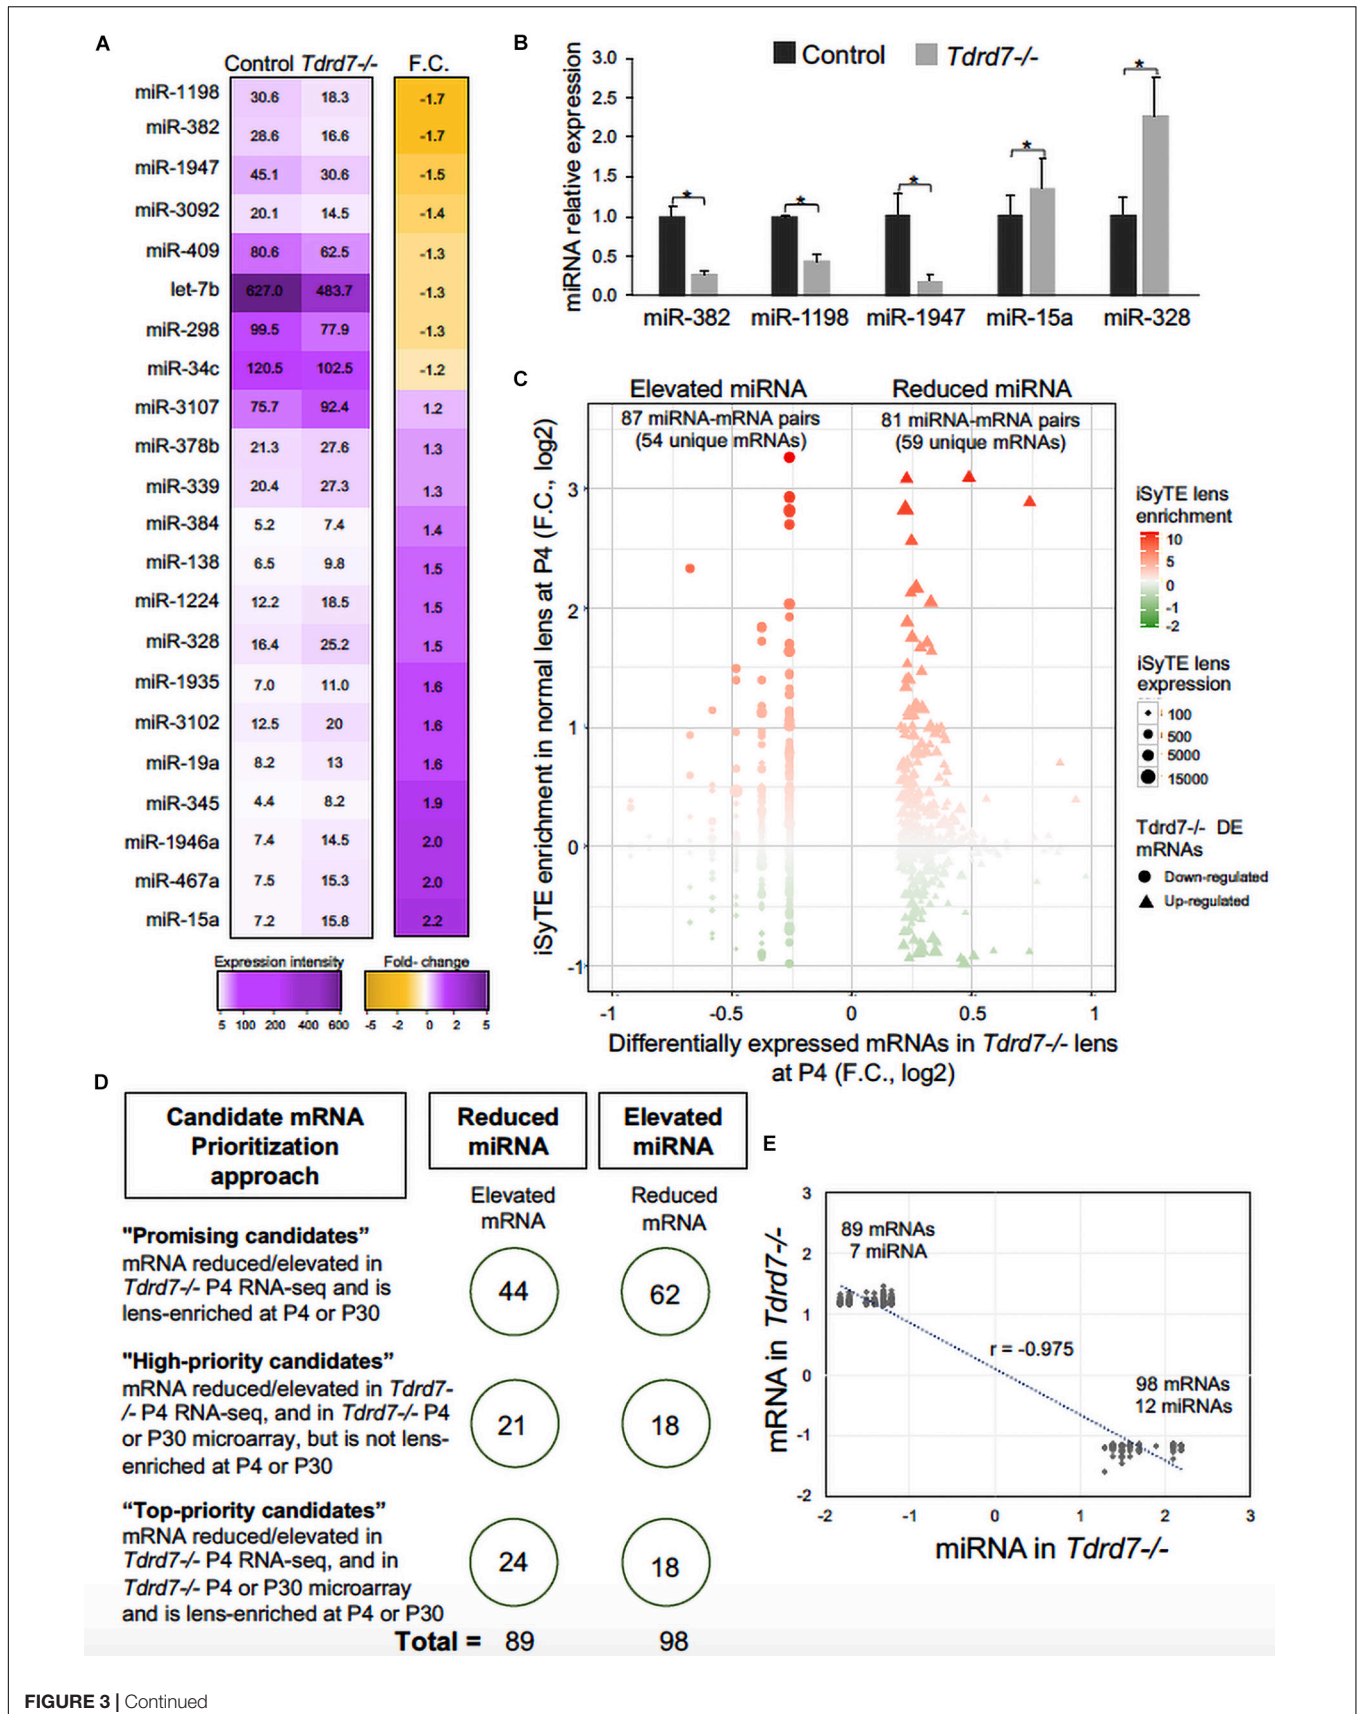 A
Control Tdrd7-/- F.C.
miR-1198 30.6 18.3 -1.7
miR-382 28.6 16.6 -1.7
miR-1947 45.1 30.6 -1.5
miR-3092 20.1 14.5 -1.4
miR-409 80.6 62.5 -1.3
let-7b 627.0 483.7 -1.3
miR-298 99.5 77.9 -1.3
miR-34c 120.5 102.5 -1.2
miR-3107 75.7 92.4 1.2
miR-378b 21.3 27.6 1.3
miR-339 20.4 27.3 1.3
miR-384 5.2 7.4 1.4
miR-138 6.5 9.8 1.5
miR-1224 12.2 18.5 1.5
miR-328 16.4 25.2 1.5
miR-1935 7.0 11.0 1.6
miR-3102 12.5 20 1.6
miR-19a 8.2 13 1.6
miR-345 4.4 8.2 1.9
miR-1946a 7.4 14.5 2.0
miR-467a 7.5 15.3 2.0
miR-15a 7.2 15.8 2.2
Expression intensity
5 100 200 400 600
Fold- change
-5 -2 0 2 5
B
Control Tdrd7-/-
miRNA relative expression
3.0
2.5
2.0
1.5
1.0
0.5
0.0
* * * * *
miR-382 miR-1198 miR-1947 miR-15a miR-328
C
Elevated miRNA Reduced miRNA
87 miRNA-mRNA pairs
(54 unique mRNAs)
81 miRNA-mRNA pairs
(59 unique mRNAs)
iSyTE enrichment in normal lens at P4 (F.C., log2)
3
2
1
0
-1
-1 -0.5 0 0.5 1
Differentially expressed mRNAs in Tdrd7-/- lens
at P4 (F.C., log2)
iSyTE lens
enrichment
10
5
0
-1
-2
iSyTE lens
expression
100
500
5000
15000
Tdrd7-/- DE
mRNAs
Down-regulated
Up-regulated
D
Candidate mRNA
Prioritization
approach
Reduced
miRNA
Elevated
miRNA
Elevated
mRNA
Reduced
mRNA
"Promising candidates”
mRNA reduced/elevated in
Tdrd7-/- P4 RNA-seq and is
lens-enriched at P4 or P30
44 62
"High-priority candidates”
mRNA reduced/elevated in Tdrd7-
/- P4 RNA-seq, and in Tdrd7-/- P4
or P30 microarray, but is not lens-
enriched at P4 or P30
21 18
“Top-priority candidates”
mRNA reduced/elevated in
Tdrd7-/- P4 RNA-seq, and in
Tdrd7-/- P4 or P30 microarray
and is lens-enriched at P4 or P30
24 18
Total = 89 98
E
mRNA in Tdrd7-/-
3
2
1
0
-1
-2
89 mRNAs
7 miRNA
r = -0.975
98 mRNAs
12 miRNAs
-2 -1 0 1 2 3
miRNA in Tdrd7-/-
FIGURE 3 | Continued